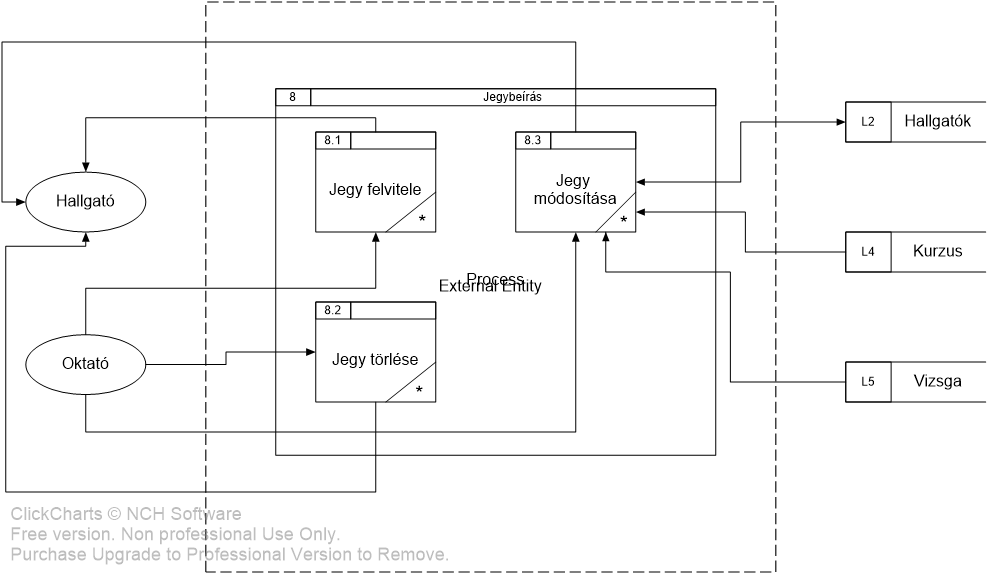 8 Jegybeírás
8.1
Jegy felvitele
*
8.3
Jegy
módosítása
*
L2 Hallgatók
Hallgató
L4 Kurzus
Process
External Entity
8.2
Jegy törlése
*
Oktató
L5 Vizsga
ClickCharts © NCH Software
Free version. Non professional Use Only.
Purchase Upgrade to Professional Version to Remove.